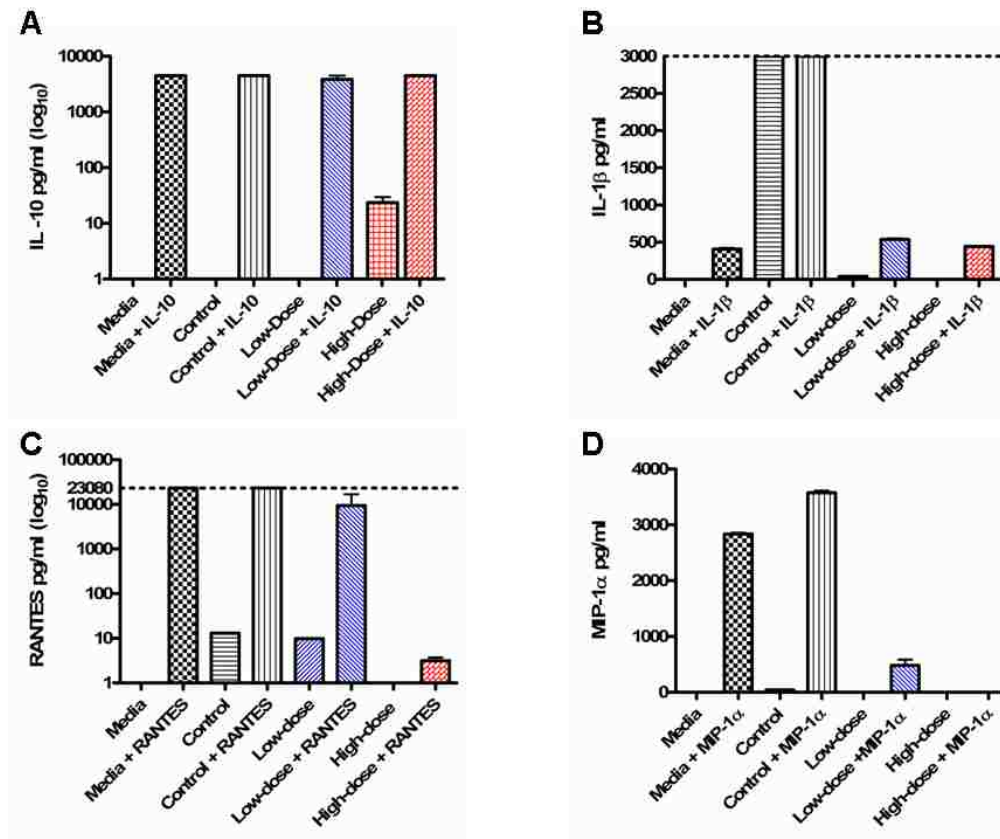 A
IL -10 pg/ml (log10)
10000
1000
100
10
1
Media
Media + IL-10
Control
Control + IL-10
Low-Dose
Low-Dose + IL-10
High-Dose
High-Dose + IL-10
B
IL-1β pg/ml
3000
2500
2000
1500
1000
500
0
Media
Media + IL-1β
Control
Control + IL-1β
Low-dose
Low-dose + IL-1β
High-dose
High-dose + IL-1β
C
RANTES pg/ml (log10)
100000
23080
10000
1000
100
10
1
Media
Media + RANTES
Control
Control + RANTES
Low-dose
Low-dose + RANTES
High-dose
High-dose + RANTES
D
MIP-1α pg/ml
4000
3000
2000
1000
0
Media
Media + MIP-1α
Control
Control + MIP-1α
Low-dose
Low-dose +MIP-1α
High-dose
High-dose + MIP-1α